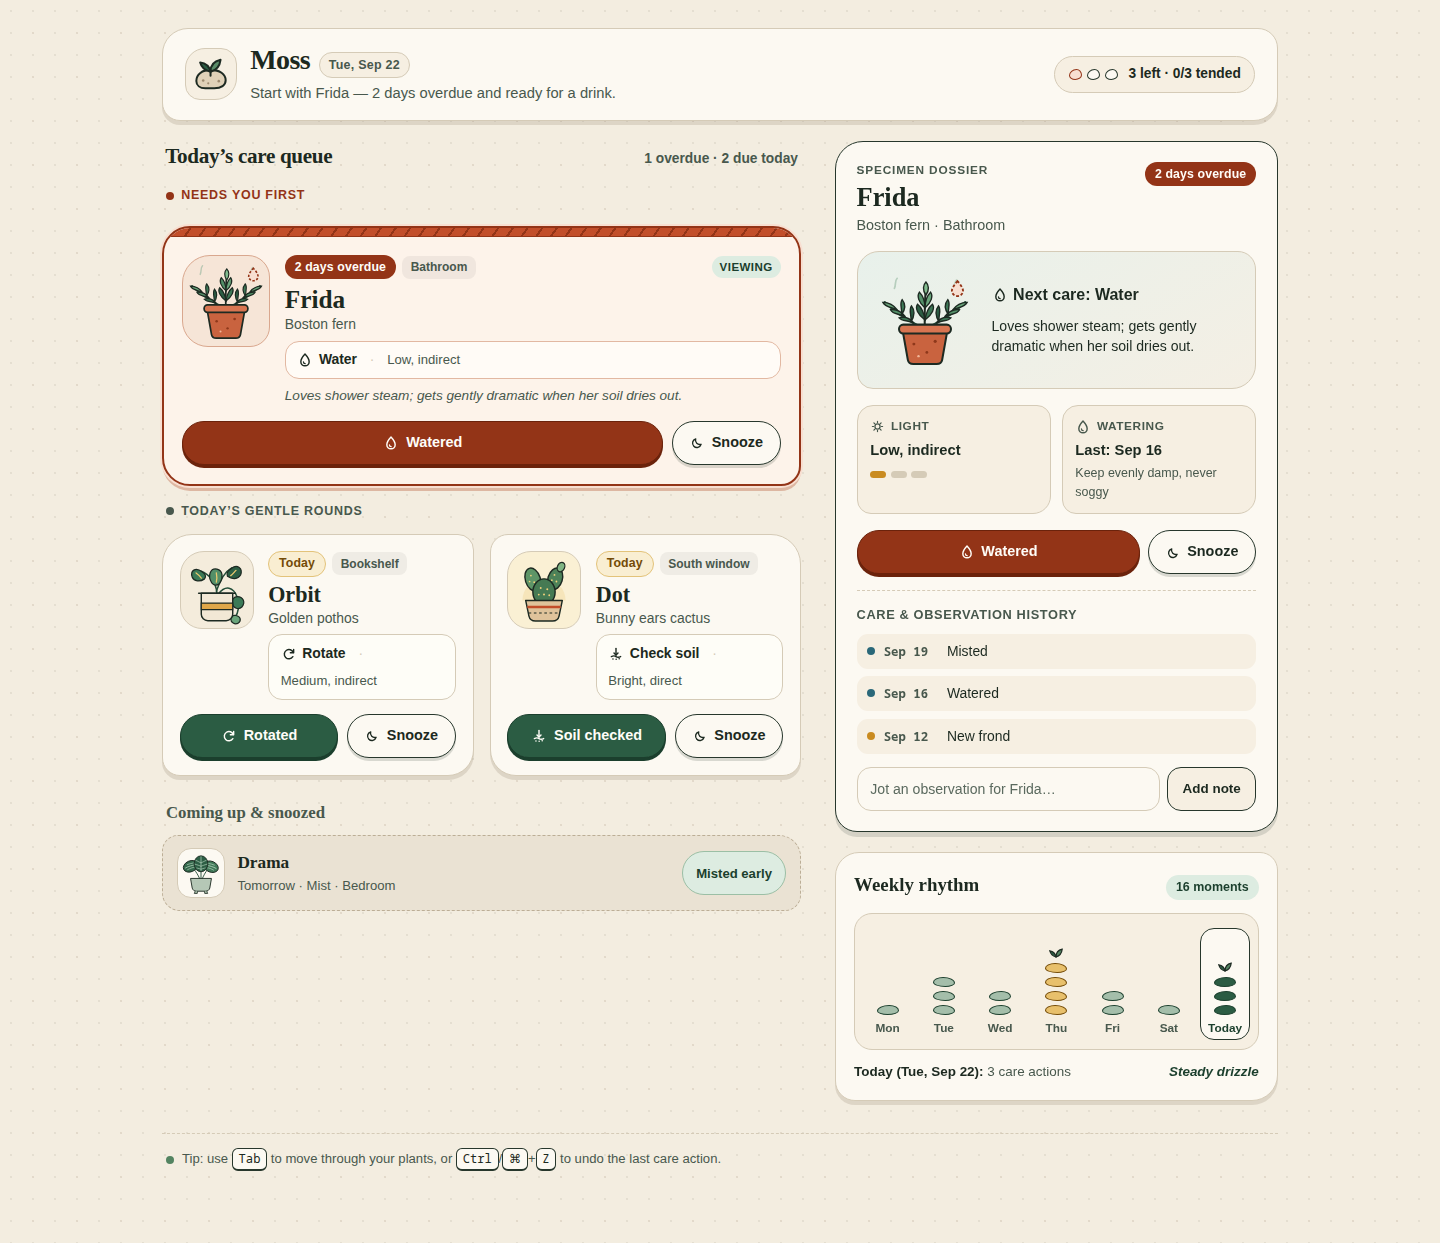 Moss Tue, Sep 22
Start with Frida — 2 days overdue and ready for a drink.
3 left · 0/3 tended
Today’s care queue
1 overdue · 2 due today
NEEDS YOU FIRST
2 days overdue Bathroom VIEWING
Frida
Boston fern
Water · Low, indirect
Loves shower steam; gets gently dramatic when her soil dries out.
Watered Snooze
TODAY’S GENTLE ROUNDS
Today Bookshelf
Orbit
Golden pothos
Rotate ·
Medium, indirect
Rotated Snooze
Today South window
Dot
Bunny ears cactus
Check soil ·
Bright, direct
Soil checked Snooze
Coming up & snoozed
Drama
Tomorrow · Mist · Bedroom
Misted early
SPECIMEN DOSSIER
2 days overdue
Frida
Boston fern · Bathroom
Next care: Water
Loves shower steam; gets gently
dramatic when her soil dries out.
LIGHT
Low, indirect
WATERING
Last: Sep 16
Keep evenly damp, never
soggy
Watered Snooze
CARE & OBSERVATION HISTORY
Sep 19 Misted
Sep 16 Watered
Sep 12 New frond
Jot an observation for Frida… Add note
Weekly rhythm
16 moments
Mon Tue Wed Thu Fri Sat Today
Today (Tue, Sep 22): 3 care actions
Steady drizzle
Tip: use Tab to move through your plants, or Ctrl/⌘+Z to undo the last care action.